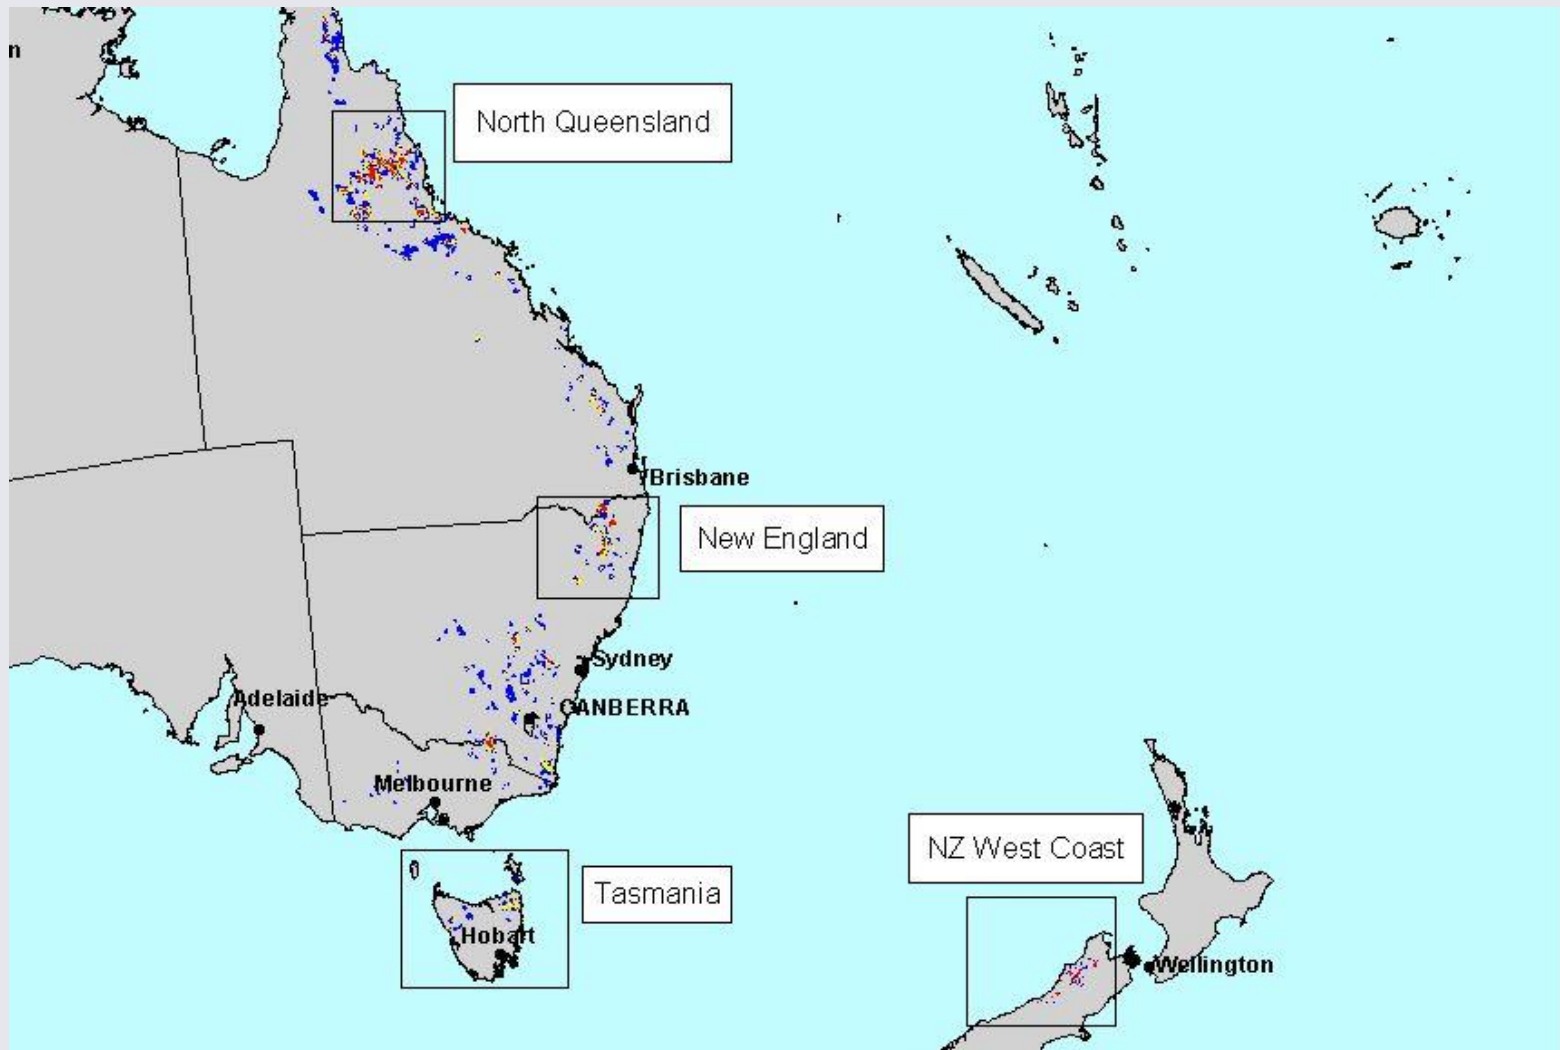 n
North Queensland
Brisbane
New England
Sydney
Adelaide
CANBERRA
Melbourne
NZ West Coast
Tasmania
Hobart
Wellington